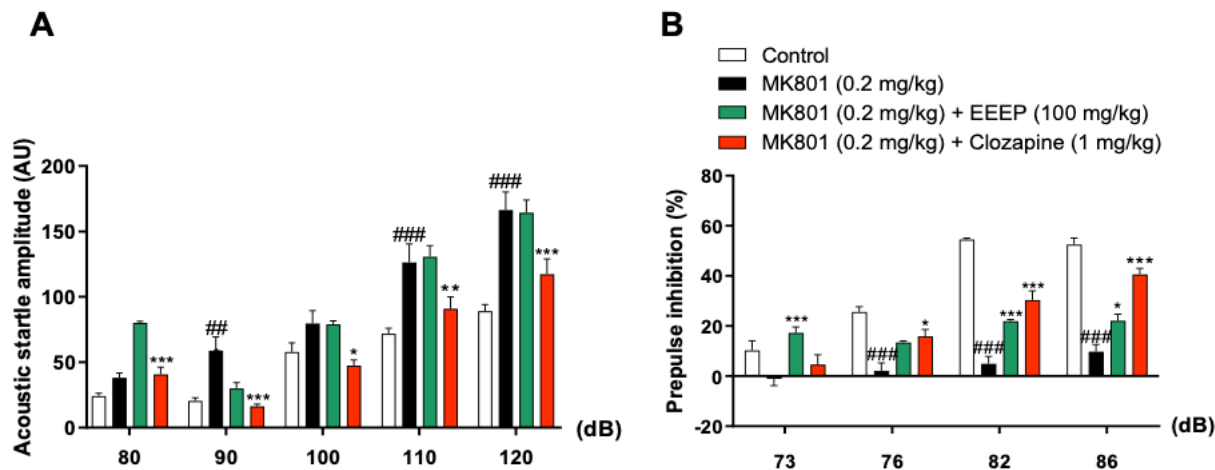 A
Acoustic startle amplitude (AU)
200
150
100
50
0
##
###
###
***
***
*
**
***
80 90 100 110 120 (dB)
B
Control
MK801 (0.2 mg/kg)
MK801 (0.2 mg/kg) + EEEP (100 mg/kg)
MK801 (0.2 mg/kg) + Clozapine (1 mg/kg)
Prepulse inhibition (%)
80
60
40
20
0
-20
***
###
*
###
***
***
###
*
***
73 76 82 86 (dB)